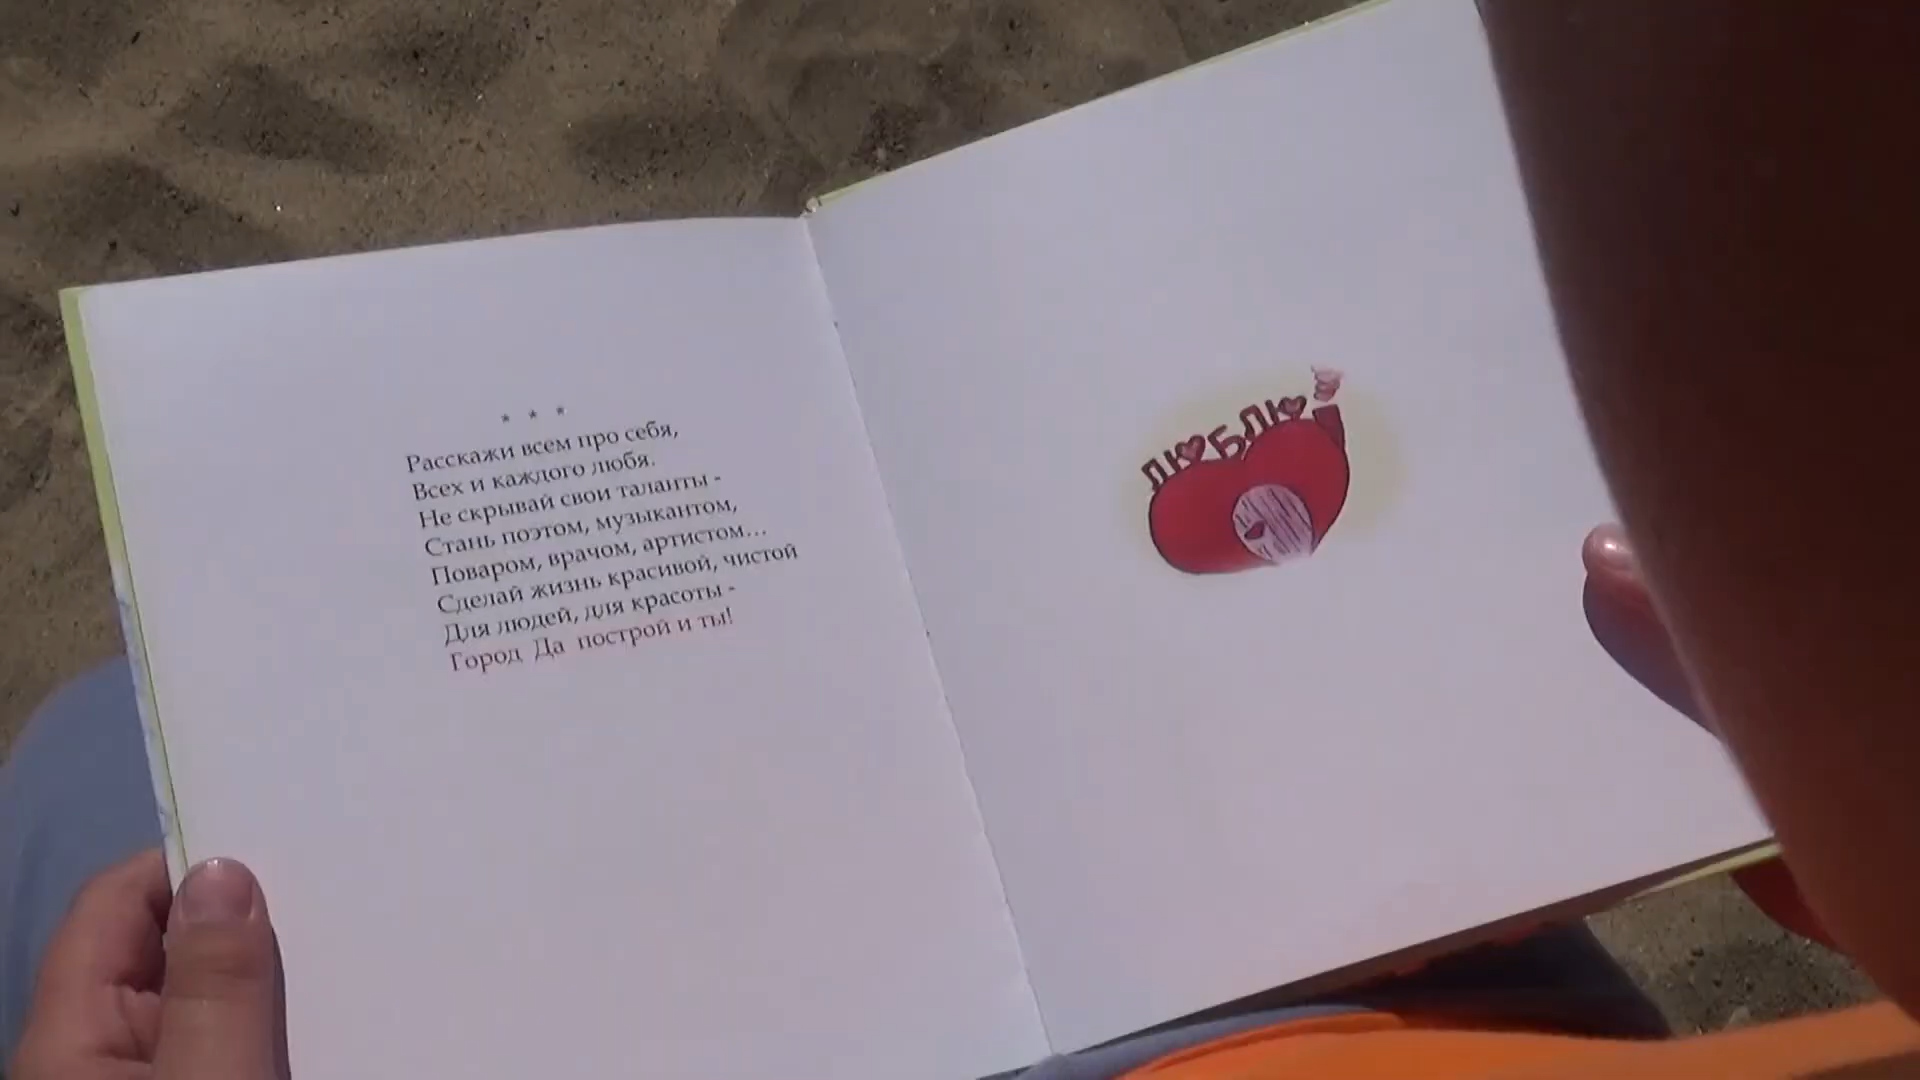 * * *
Расскажи всем про себя,
Всех и каждого любя.
Не скрывай свои таланты -
Стань поэтом, музыкантом,
Поваром, врачом, артистом...
Сделай жизнь красивой, чистой
Для людей, для красоты -
Город Да построй и ты!
ЛЮБЛЮ